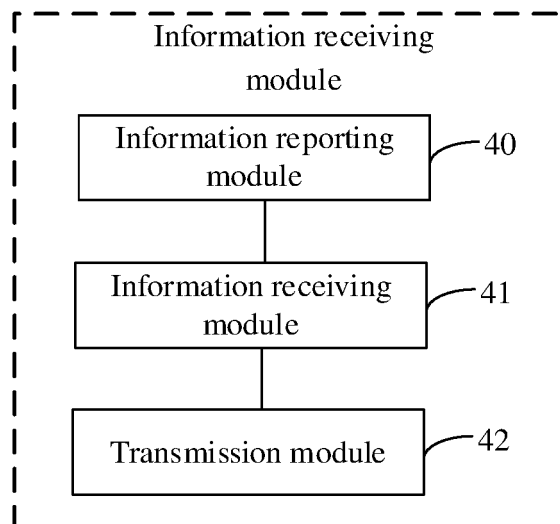 Information receiving
module
Information reporting
module
40
Information receiving
module
41
Transmission module
42